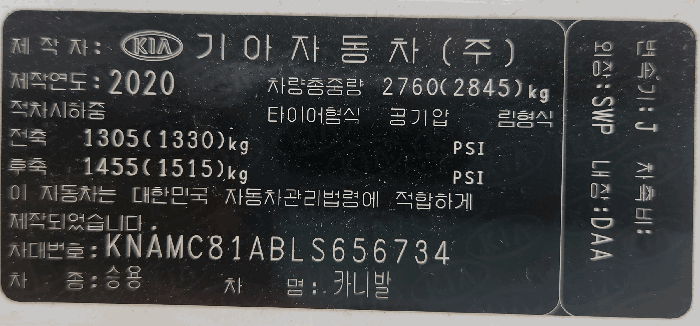 제 작 자: KIA 기아자동차(주)
제작연도: 2020 차량총중량 2760(2845)kg
적차시하중 타이어형식 공기압 림형식
전축 1305(1330)kg PSI
후축 1455(1515)kg PSI
이 자동차는 대한민국 자동차관리법령에 적합하게
제작되었습니다.
차대번호: KNAMC81ABLS656734
차 종: 승용 차 명: 카니발
변속기: J 차축비:
외장: SWP 내장: DAA